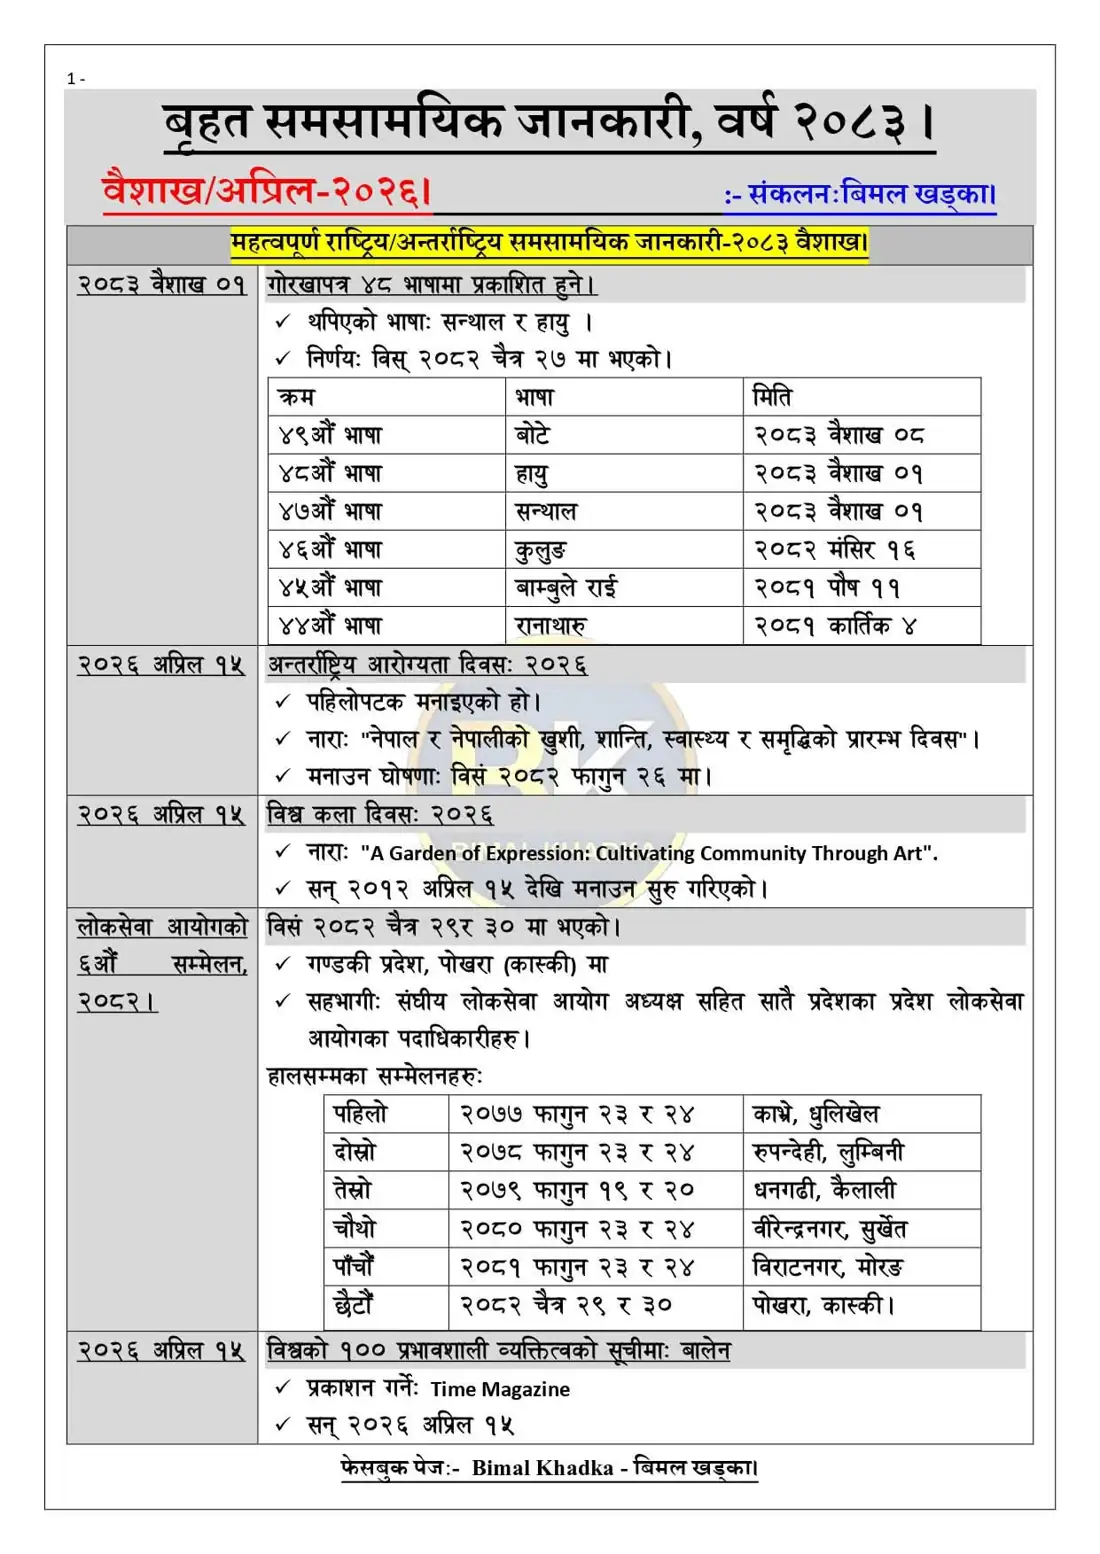 1 -
बृहत समसामयिक जानकारी, वर्ष २०८३।
वैशाख/अप्रिल-२०२६। :- संकलनःबिमल खड्का।
महत्वपूर्ण राष्ट्रिय/अन्तर्राष्ट्रिय समसामयिक जानकारी-२०८३ वैशाख।
२०८३ वैशाख ०१ गोरखापत्र ४८ भाषामा प्रकाशित हुने।
✓ थपिएको भाषाः सन्थाल र हायु ।
✓ निर्णयः विस् २०८२ चैत्र २७ मा भएको।
क्रम भाषा मिति
४९औं भाषा बोटे २०८३ वैशाख ०८
४८औं भाषा हायु २०८३ वैशाख ०१
४७औं भाषा सन्थाल २०८३ वैशाख ०१
४६औं भाषा कुलुङ २०८२ मंसिर १६
४५औं भाषा बाम्बुले राई २०८१ पौष ११
४४औं भाषा रानाथारु २०८१ कार्तिक ४
२०२६ अप्रिल १५ अन्तर्राष्ट्रिय आरोग्यता दिवसः २०२६
✓ पहिलोपटक मनाइएको हो।
✓ नाराः "नेपाल र नेपालीको खुशी, शान्ति, स्वास्थ्य र समृद्धिको प्रारम्भ दिवस"।
✓ मनाउन घोषणाः विसं २०८२ फागुन २६ मा।
२०२६ अप्रिल १५ विश्व कला दिवसः २०२६
✓ नाराः "A Garden of Expression: Cultivating Community Through Art".
✓ सन् २०१२ अप्रिल १५ देखि मनाउन सुरु गरिएको।
लोकसेवा आयोगको विसं २०८२ चैत्र २९र ३० मा भएको।
६औं सम्मेलन, ✓ गण्डकी प्रदेश, पोखरा (कास्की) मा
२०८२। ✓ सहभागीः संघीय लोकसेवा आयोग अध्यक्ष सहित सातै प्रदेशका प्रदेश लोकसेवा
आयोगका पदाधिकारीहरु।
हालसम्मका सम्मेलनहरुः
पहिलो २०७७ फागुन २३ र २४ काभ्रे, धुलिखेल
दोस्रो २०७८ फागुन २३ र २४ रुपन्देही, लुम्बिनी
तेस्रो २०७९ फागुन १९ र २० धनगढी, कैलाली
चौथो २०८० फागुन २३ र २४ वीरेन्द्रनगर, सुर्खेत
पाँचौं २०८१ फागुन २३ र २४ विराटनगर, मोरङ
छैटौं २०८२ चैत्र २९ र ३० पोखरा, कास्की।
२०२६ अप्रिल १५ विश्वको १०० प्रभावशाली व्यक्तित्वको सूचीमाः बालेन
✓ प्रकाशन गर्नेः Time Magazine
✓ सन् २०२६ अप्रिल १५
फेसबुक पेजः- Bimal Khadka - बिमल खड्का।
BK
BIMAL KHADKA